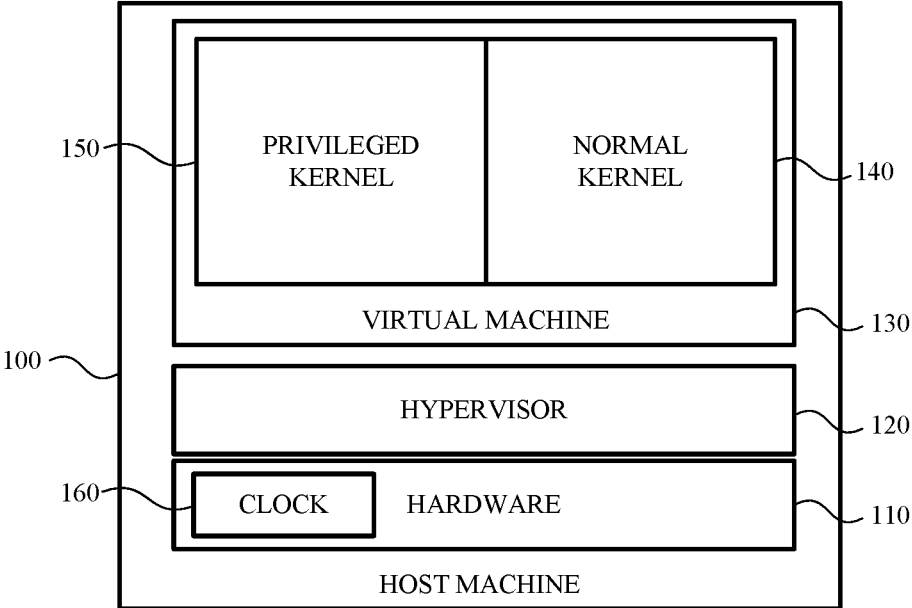 150
PRIVILEGED
KERNEL
NORMAL
KERNEL
140
VIRTUAL MACHINE
130
100
HYPERVISOR
120
160
CLOCK
HARDWARE
110
HOST MACHINE